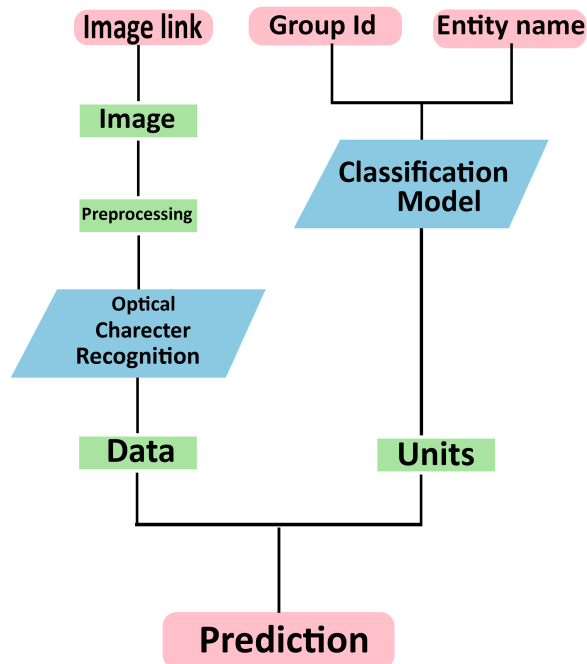 Image link
Group Id
Entity name
Image
Classification
Model
Preprocessing
Optical
Charecter
Recognition
Data
Units
Prediction